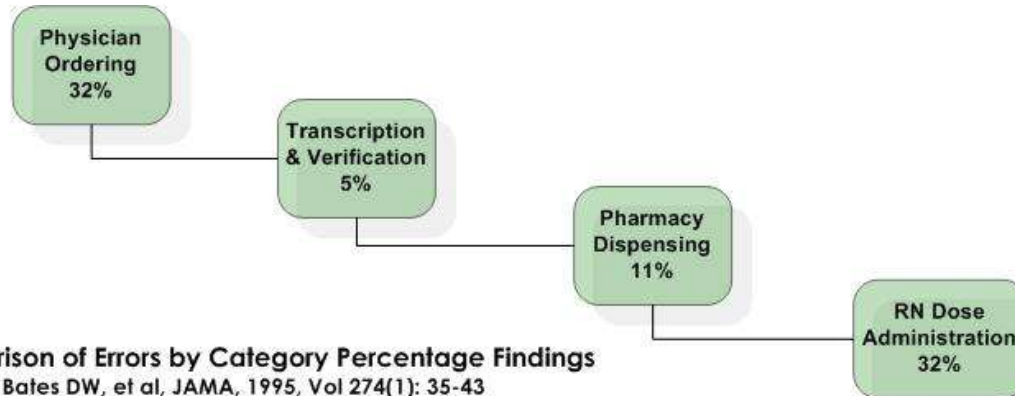 Physician
Ordering
32%
Transcription
& Verification
5%
Pharmacy
Dispensing
11%
RN Dose
Administration
32%
of Errors by Category Percentage Findings
Bates DW, et al, JAMA, 1995, Vol 274(1): 35-43